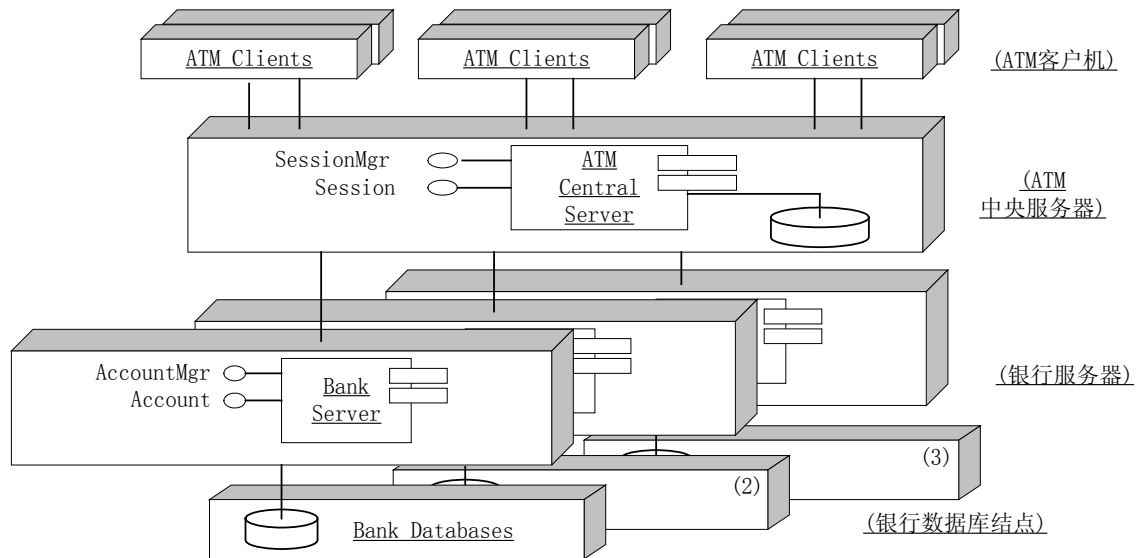 ATM Clients
ATM Clients
ATM Clients
(ATM客户机)
SessionMgr
Session
ATM
Central
Server
(ATM
中央服务器)
AccountMgr
Account
Bank
Server
(银行服务器)
(3)
(2)
Bank Databases
(银行数据库结点)